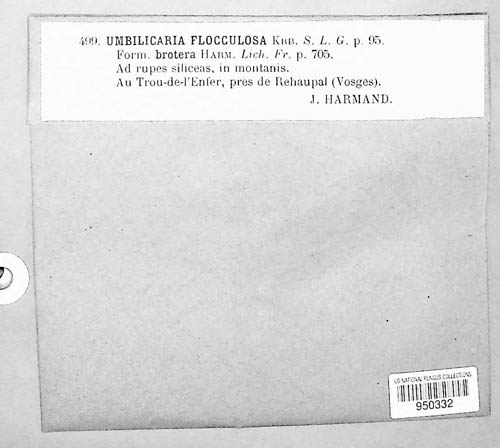 499. UMBILICARIA FLOCCULOSA KRB. S. L. G. p. 95.
Form. brotera HARM. Lich. Fr. p. 705.
Ad rupes siliceas, in montanis.
Au Trou-de-l'Enfer, près de Rehaupal (Vosges).
J. HARMAND.
US NATIONAL FUNGUS COLLECTIONS
950332